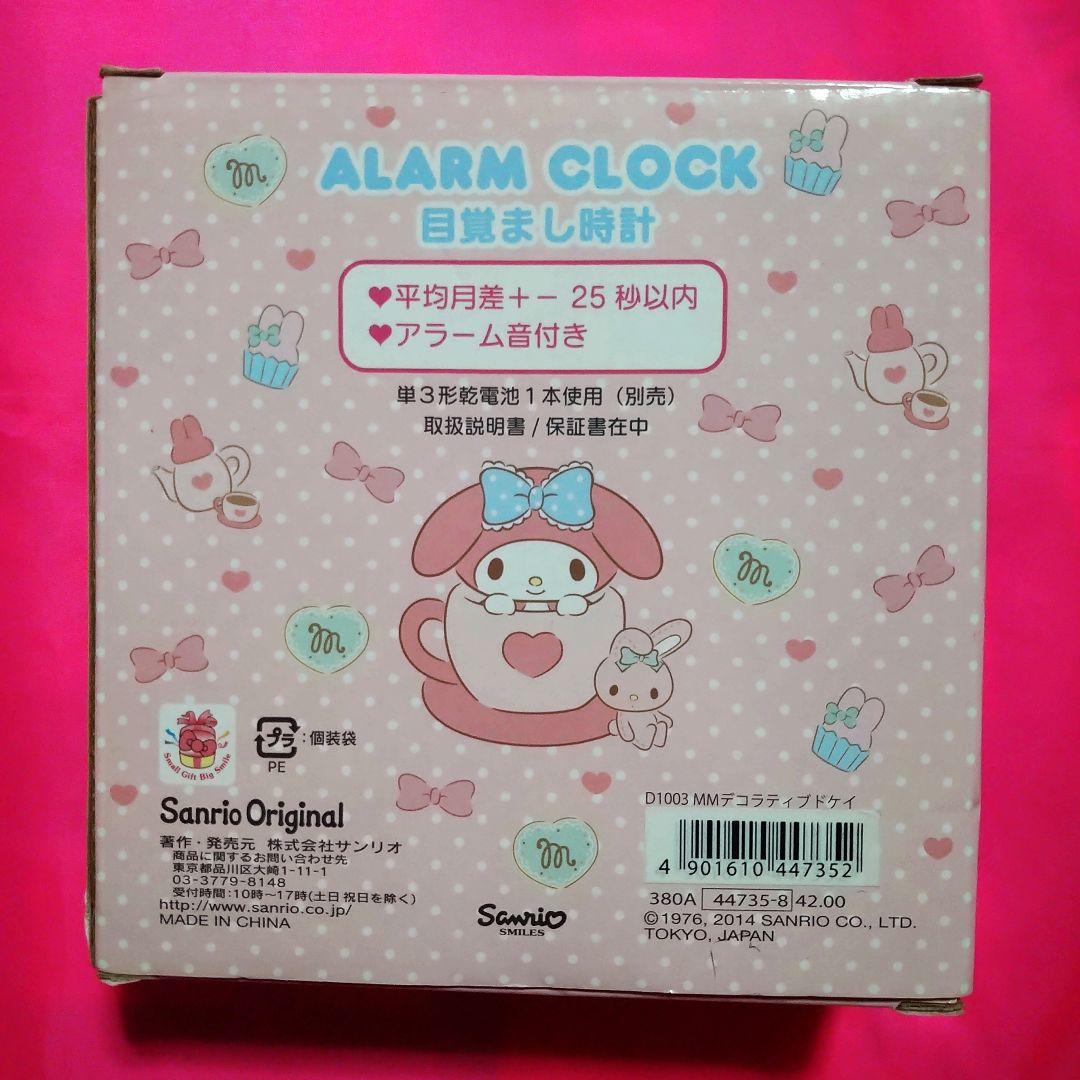 ALARM CLOCK
目覚まし時計
♥平均月差+− 25 秒以内
♥アラーム音付き
単3形乾電池1本使用(別売)
取扱説明書/保証書在中
m
m
m
m
Small Gift Big Smile
プラ:個装袋
PE
Sanrio Original
著作・発売元 株式会社サンリオ
商品に関するお問い合わせ先
東京都品川区大崎1-11-1
03-3779-8148
受付時間:10時〜17時(土日祝日を除く)
http://www.sanrio.co.jp/
MADE IN CHINA
Sanrio
SMILES
D1003 MMデコラティブドケイ
4 901610 447352
380A 44735-8 42.00
©1976, 2014 SANRIO CO., LTD.
TOKYO, JAPAN